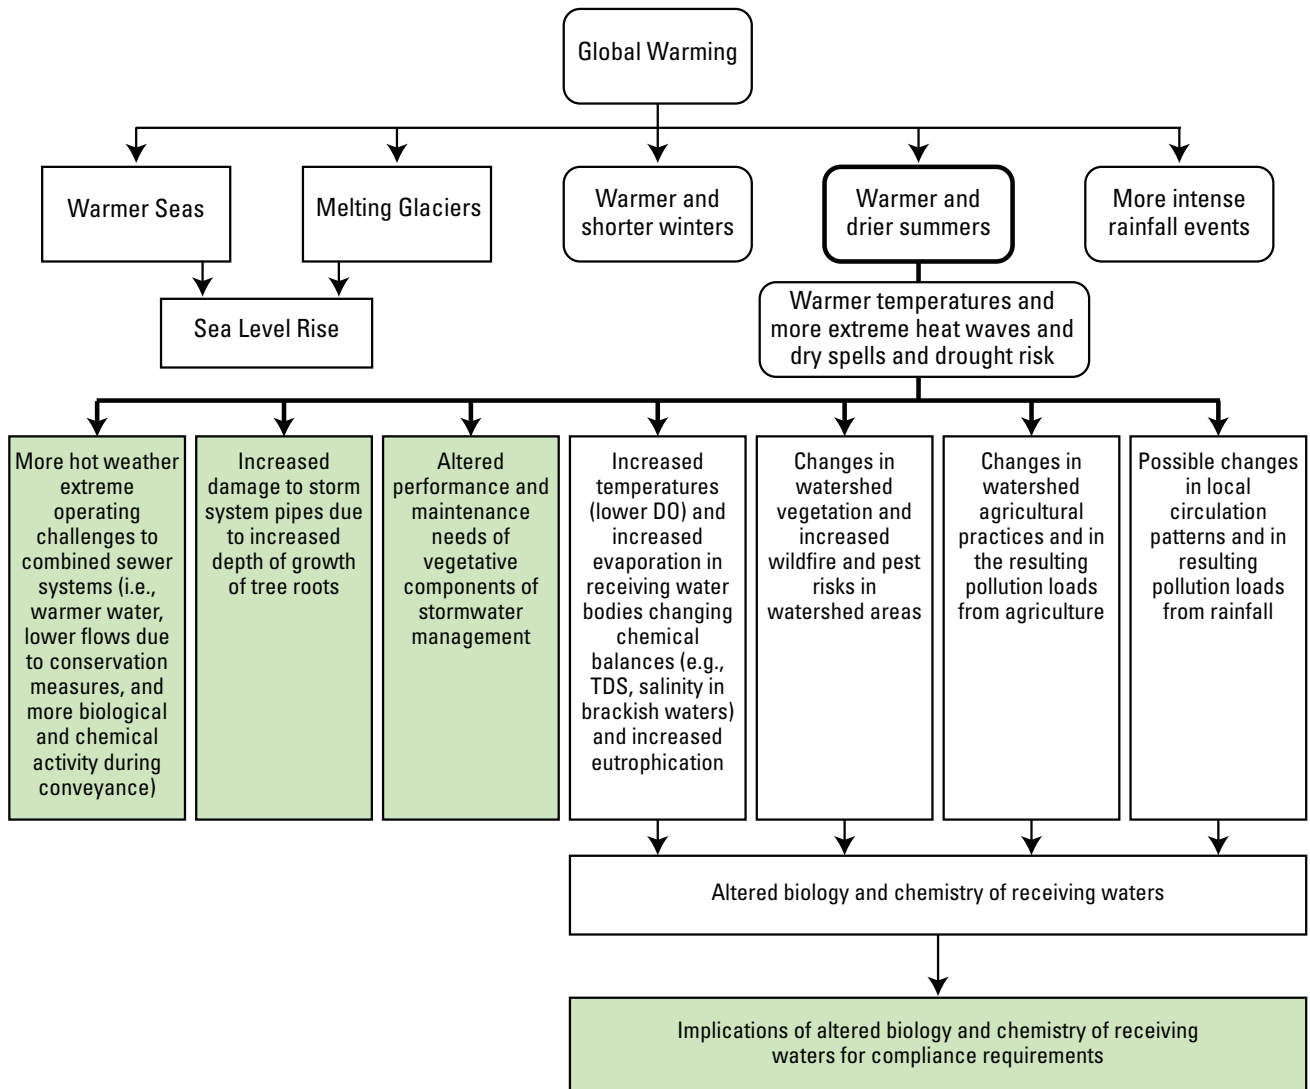 Global Warming
Warmer Seas
Melting Glaciers
Warmer and
shorter winters
Warmer and
drier summers
More intense
rainfall events
Sea Level Rise
Warmer temperatures and
more extreme heat waves and
dry spells and drought risk
More hot weather
extreme
operating
challenges to
combined sewer
systems (i.e.,
warmer water,
lower flows due
to conservation
measures, and
more biological
and chemical
activity during
conveyance)
Increased
damage to storm
system pipes due
to increased
depth of growth
of tree roots
Altered
performance and
maintenance
needs of
vegetative
components of
stormwater
management
Increased
temperatures
(lower DO) and
increased
evaporation in
receiving water
bodies changing
chemical
balances (e.g.,
TDS, salinity in
brackish waters)
and increased
eutrophication
Changes in
watershed
vegetation and
increased
wildfire and pest
risks in
watershed areas
Changes in
watershed
agricultural
practices and in
the resulting
pollution loads
from agriculture
Possible changes
in local
circulation
patterns and in
resulting
pollution loads
from rainfall
Altered biology and chemistry of receiving waters
Implications of altered biology and chemistry of receiving
waters for compliance requirements